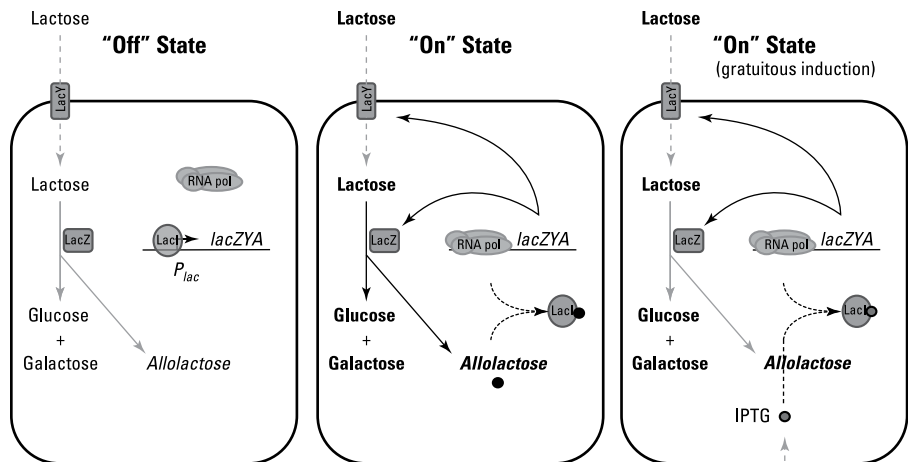 Lactose
"Off" State
LacY
Lactose
RNA pol
LacZ
LacI
lacZYA
Plac
Glucose
+
Galactose
Allolactose
Lactose
"On" State
LacY
Lactose
LacZ
RNA pol
lacZYA
LacI
Glucose
+
Galactose
Allolactose
Lactose
"On" State
(gratuitous induction)
LacY
Lactose
LacZ
RNA pol
lacZYA
LacI
Glucose
+
Galactose
Allolactose
IPTG